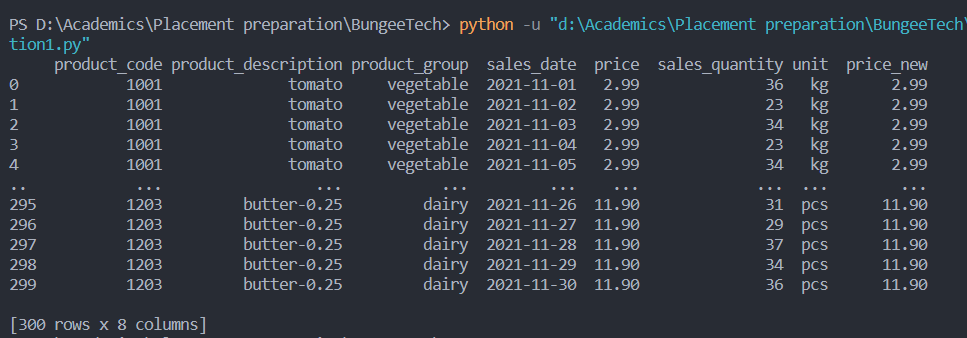 PS D:\Academics\Placement preparation\BungeeTech> python -u "d:\Academics\Placement preparation\BungeeTech\
tion1.py"
     product_code product_description product_group  sales_date  price  sales_quantity unit  price_new
0            1001              tomato     vegetable  2021-11-01   2.99              36   kg       2.99
1            1001              tomato     vegetable  2021-11-02   2.99              23   kg       2.99
2            1001              tomato     vegetable  2021-11-03   2.99              34   kg       2.99
3            1001              tomato     vegetable  2021-11-04   2.99              23   kg       2.99
4            1001              tomato     vegetable  2021-11-05   2.99              34   kg       2.99
..            ...                 ...           ...         ...    ...             ...  ...        ...
295          1203         butter-0.25         dairy  2021-11-26  11.90              31  pcs      11.90
296          1203         butter-0.25         dairy  2021-11-27  11.90              29  pcs      11.90
297          1203         butter-0.25         dairy  2021-11-28  11.90              37  pcs      11.90
298          1203         butter-0.25         dairy  2021-11-29  11.90              34  pcs      11.90
299          1203         butter-0.25         dairy  2021-11-30  11.90              36  pcs      11.90
[300 rows x 8 columns]